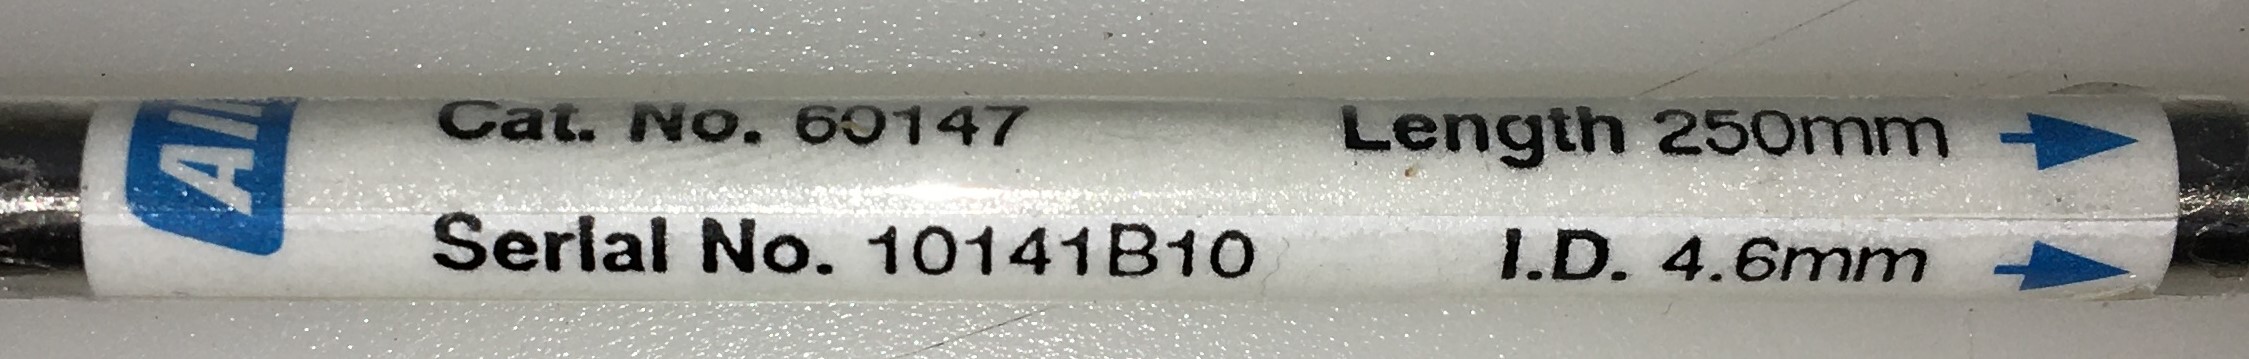 Cat. No. 60147
Length 250mm
Serial No. 10141B10
I.D. 4.6mm